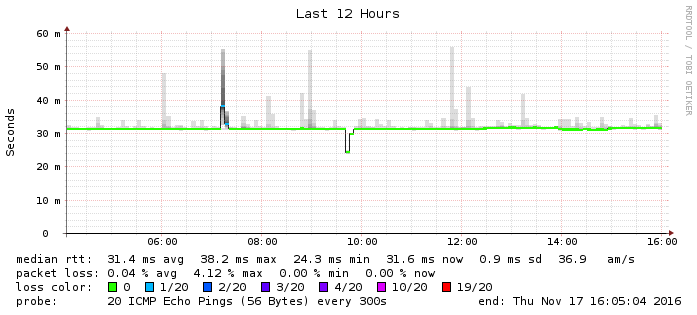 Last 12 Hours
RRDTOOL / TOBI OETIKER
Seconds
60 m
50 m
40 m
30 m
20 m
10 m
0
06:00 08:00 10:00 12:00 14:00 16:00
median rtt: 31.4 ms avg 38.2 ms max 24.3 ms min 31.6 ms now 0.9 ms sd 36.9 am/s
packet loss: 0.04 % avg 4.12 % max 0.00 % min 0.00 % now
loss color: 0 1/20 2/20 3/20 4/20 10/20 19/20
probe: 20 ICMP Echo Pings (56 Bytes) every 300s end: Thu Nov 17 16:05:04 2016